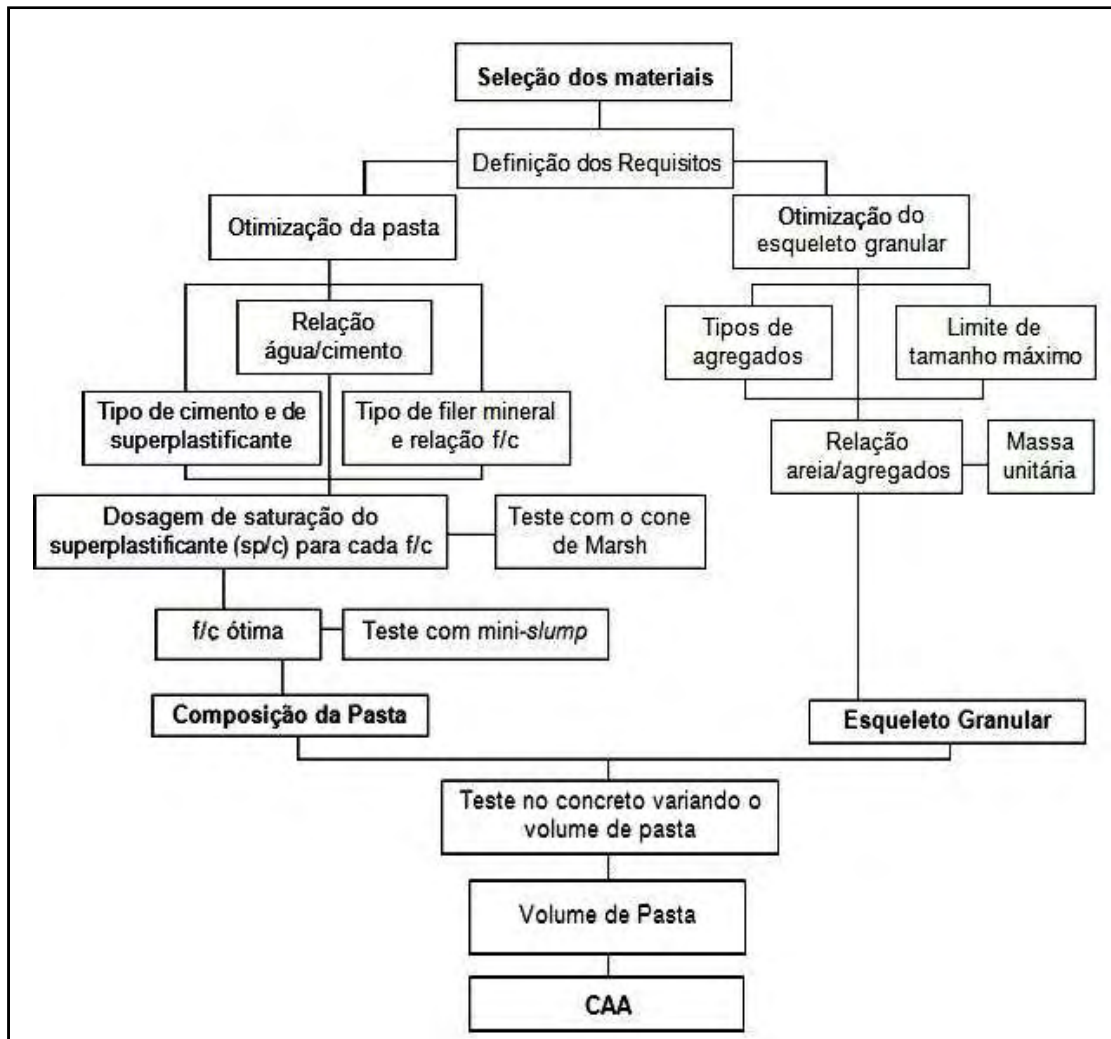 Seleção dos materiais
Definição dos Requisitos
Otimização da pasta
Otimização do
esqueleto granular
Relação
água/cimento
Tipos de
agregados
Limite de
tamanho máximo
Tipo de cimento e de
superplastificante
Tipo de filer mineral
e relação f/c
Relação
areia/agregados
Massa
unitária
Dosagem de saturação do
superplastificante (sp/c) para cada f/c
Teste com o cone
de Marsh
f/c ótima
Teste com mini-slump
Composição da Pasta
Esqueleto Granular
Teste no concreto variando o
volume de pasta
Volume de Pasta
CAA